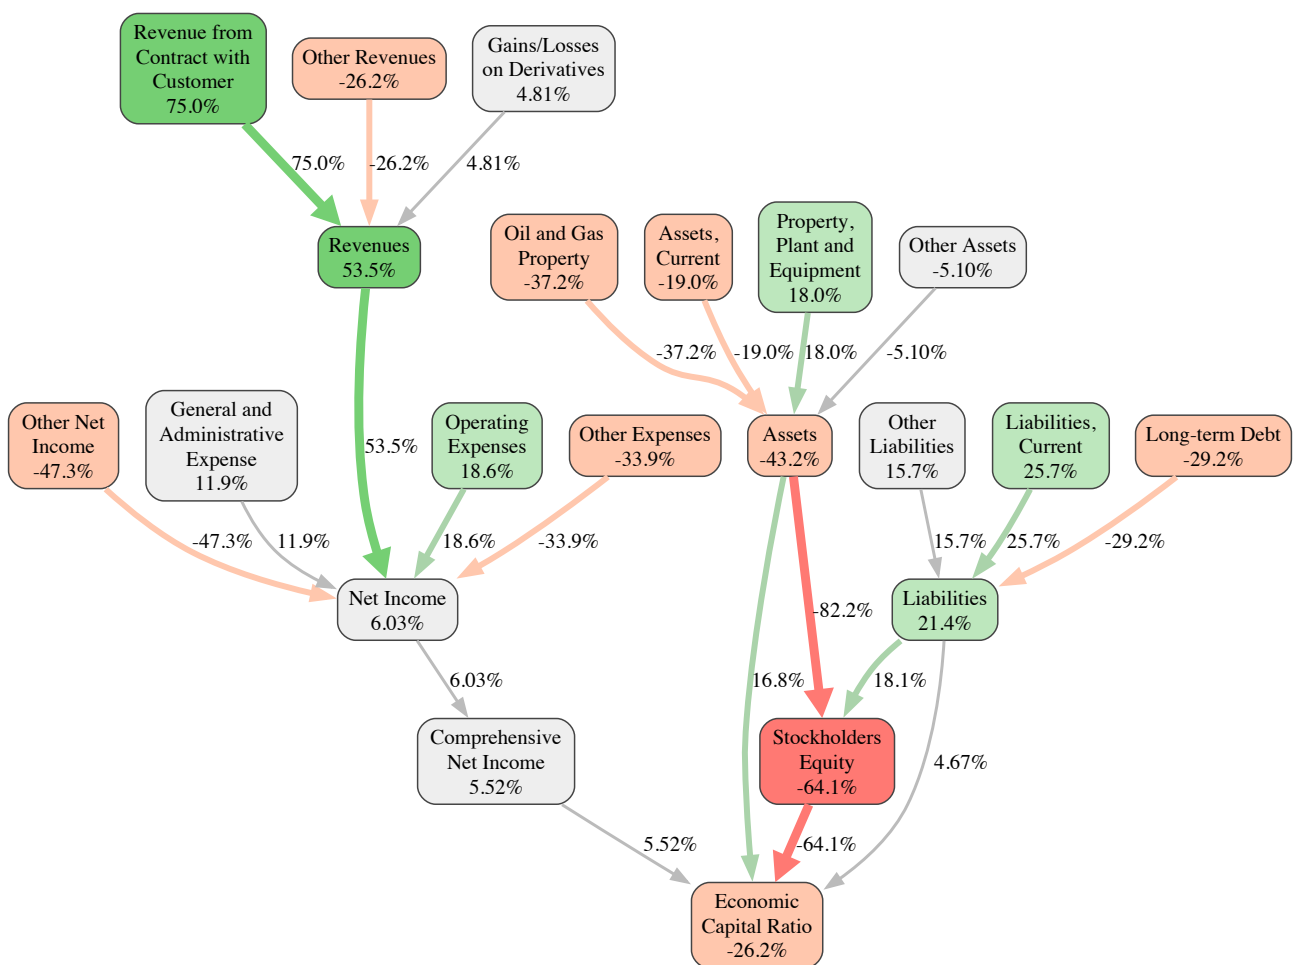 Revenue from
Contract with
Customer
75.0%
Other Revenues
-26.2%
Gains/Losses
on Derivatives
4.81%
75.0%
-26.2%
4.81%
Revenues
53.5%
Oil and Gas
Property
-37.2%
Assets,
Current
-19.0%
Property,
Plant and
Equipment
18.0%
Other Assets
-5.10%
-37.2%
-19.0%
18.0%
-5.10%
Other Net
Income
-47.3%
General and
Administrative
Expense
11.9%
53.5%
Operating
Expenses
18.6%
Other Expenses
-33.9%
Assets
-43.2%
Other
Liabilities
15.7%
Liabilities,
Current
25.7%
Long-term Debt
-29.2%
-47.3%
11.9%
18.6%
-33.9%
15.7%
25.7%
-29.2%
Net Income
6.03%
-82.2%
Liabilities
21.4%
6.03%
16.8%
18.1%
Comprehensive
Net Income
5.52%
Stockholders
Equity
-64.1%
4.67%
5.52%
-64.1%
Economic
Capital Ratio
-26.2%